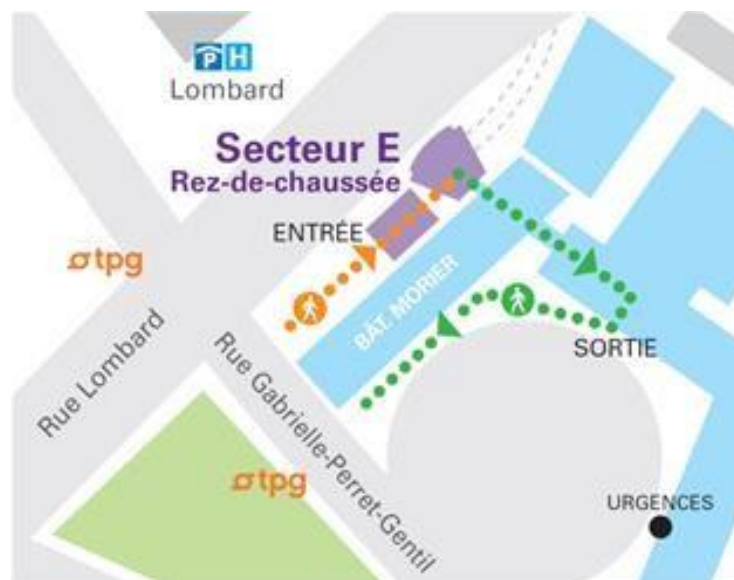 P H
Lombard
Secteur E
Rez-de-chaussée
ENTRÉE
tpg
BÂT. MORIER
SORTIE
Rue Lombard
Rue Gabrielle-Perret-Gentil
tpg
URGENCES